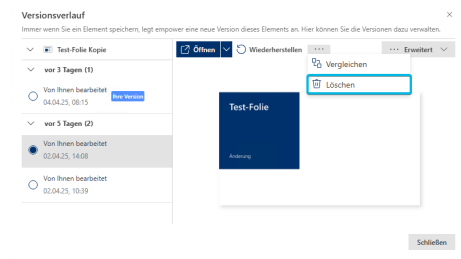 Versionsverlauf
Immer wenn Sie ein Element speichern, legt empower eine neue Version dieses Elements an. Hier können Sie die Versionen dazu verwalten.
Test-Folie Kopie
Öffnen
Wiederherstellen
Erweitert
Vergleichen
Löschen
vor 3 Tagen (1)
Von Ihnen bearbeitet
Ihre Version
04.04.25, 08:15
vor 5 Tagen (2)
Von Ihnen bearbeitet
02.04.25, 14:08
Von Ihnen bearbeitet
02.04.25, 10:39
Test-Folie
Änderung
Schließen